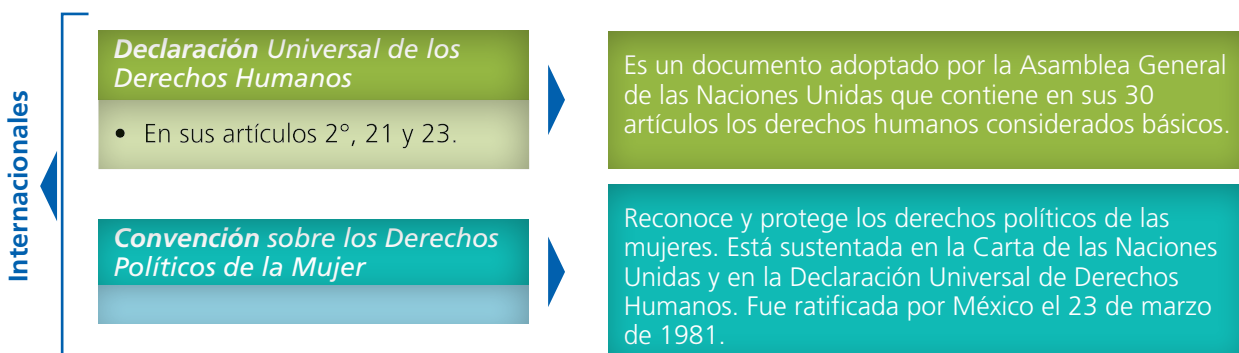 Internacionales
Declaración Universal de los
Derechos Humanos
• En sus artículos 2°, 21 y 23.
Es un documento adoptado por la Asamblea General
de las Naciones Unidas que contiene en sus 30
artículos los derechos humanos considerados básicos.
Convención sobre los Derechos
Políticos de la Mujer
Reconoce y protege los derechos políticos de las
mujeres. Está sustentada en la Carta de las Naciones
Unidas y en la Declaración Universal de Derechos
Humanos. Fue ratificada por México el 23 de marzo
de 1981.